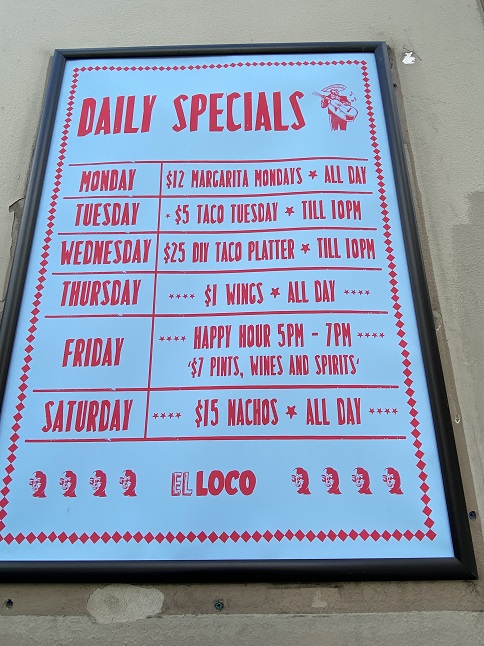 DAILY SPECIALS
MONDAY $12 MARGARITA MONDAYS ★ ALL DAY
TUESDAY $5 TACO TUESDAY ★ TILL 10PM
WEDNESDAY $25 DIY TACO PLATTER ★ TILL 10PM
THURSDAY $1 WINGS ★ ALL DAY
FRIDAY HAPPY HOUR 5PM - 7PM
'$7 PINTS, WINES AND SPIRITS'
SATURDAY $15 NACHOS ★ ALL DAY
EL LOCO